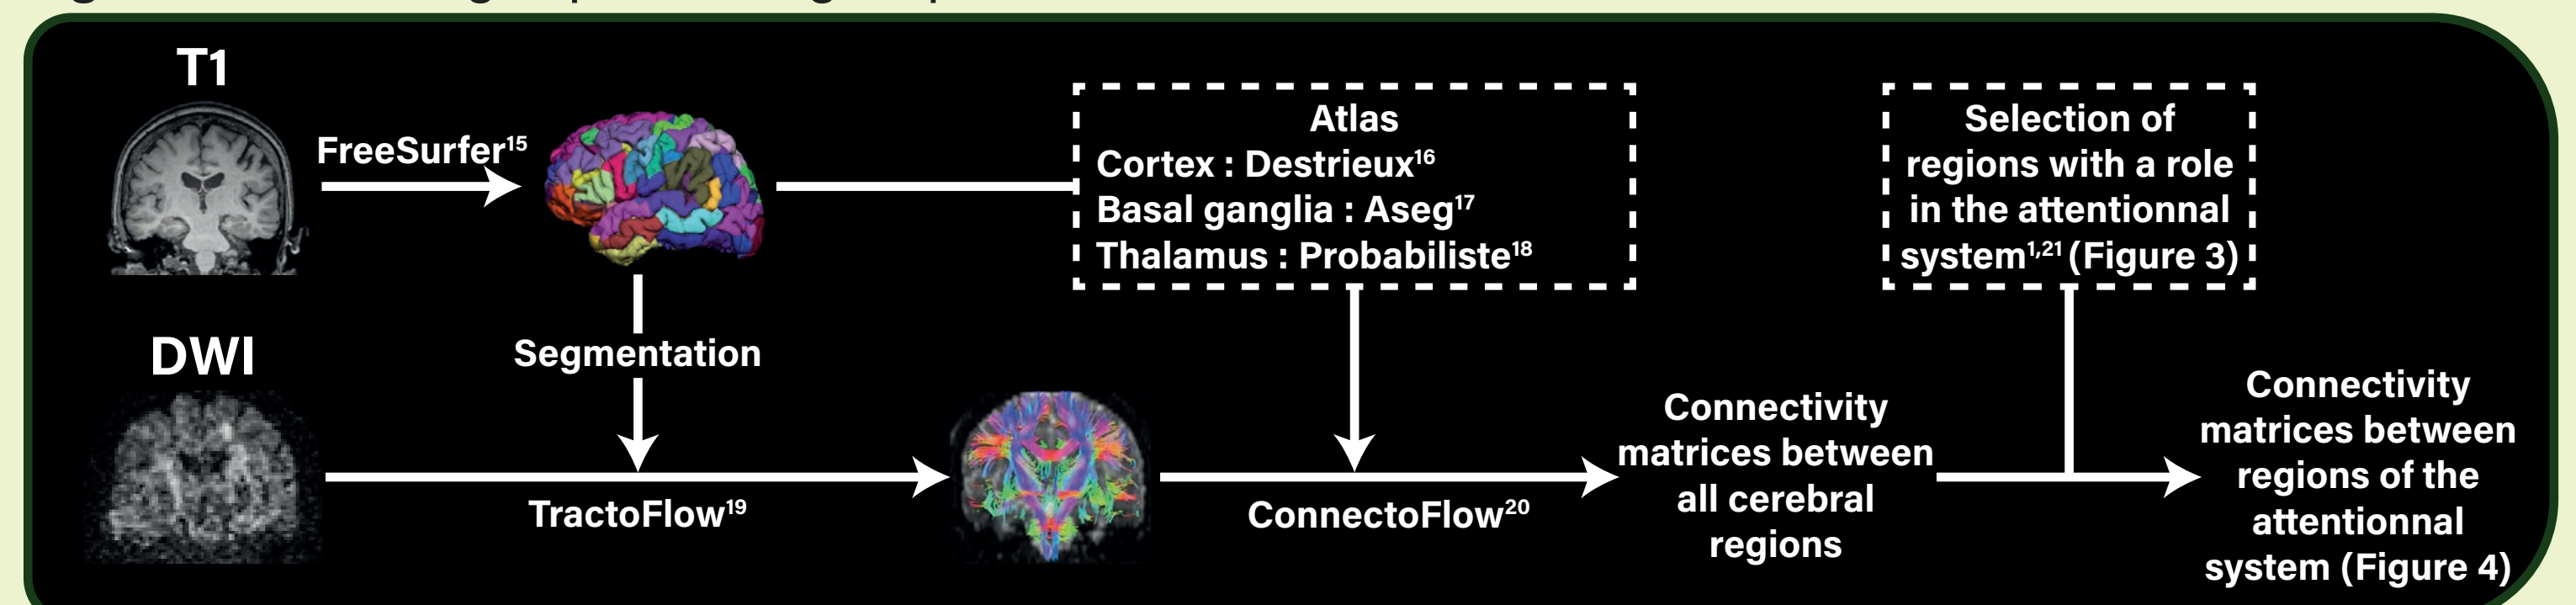 T1
FreeSurfer15
Atlas
Cortex : Destrieux16
Basal ganglia : Aseg17
Thalamus : Probabiliste18
Selection of
regions with a role
in the attentionnal
system1,21 (Figure 3)
DWI
Segmentation
TractoFlow19
ConnectoFlow20
Connectivity
matrices between
all cerebral
regions
Connectivity
matrices between
regions of the
attentionnal
system (Figure 4)